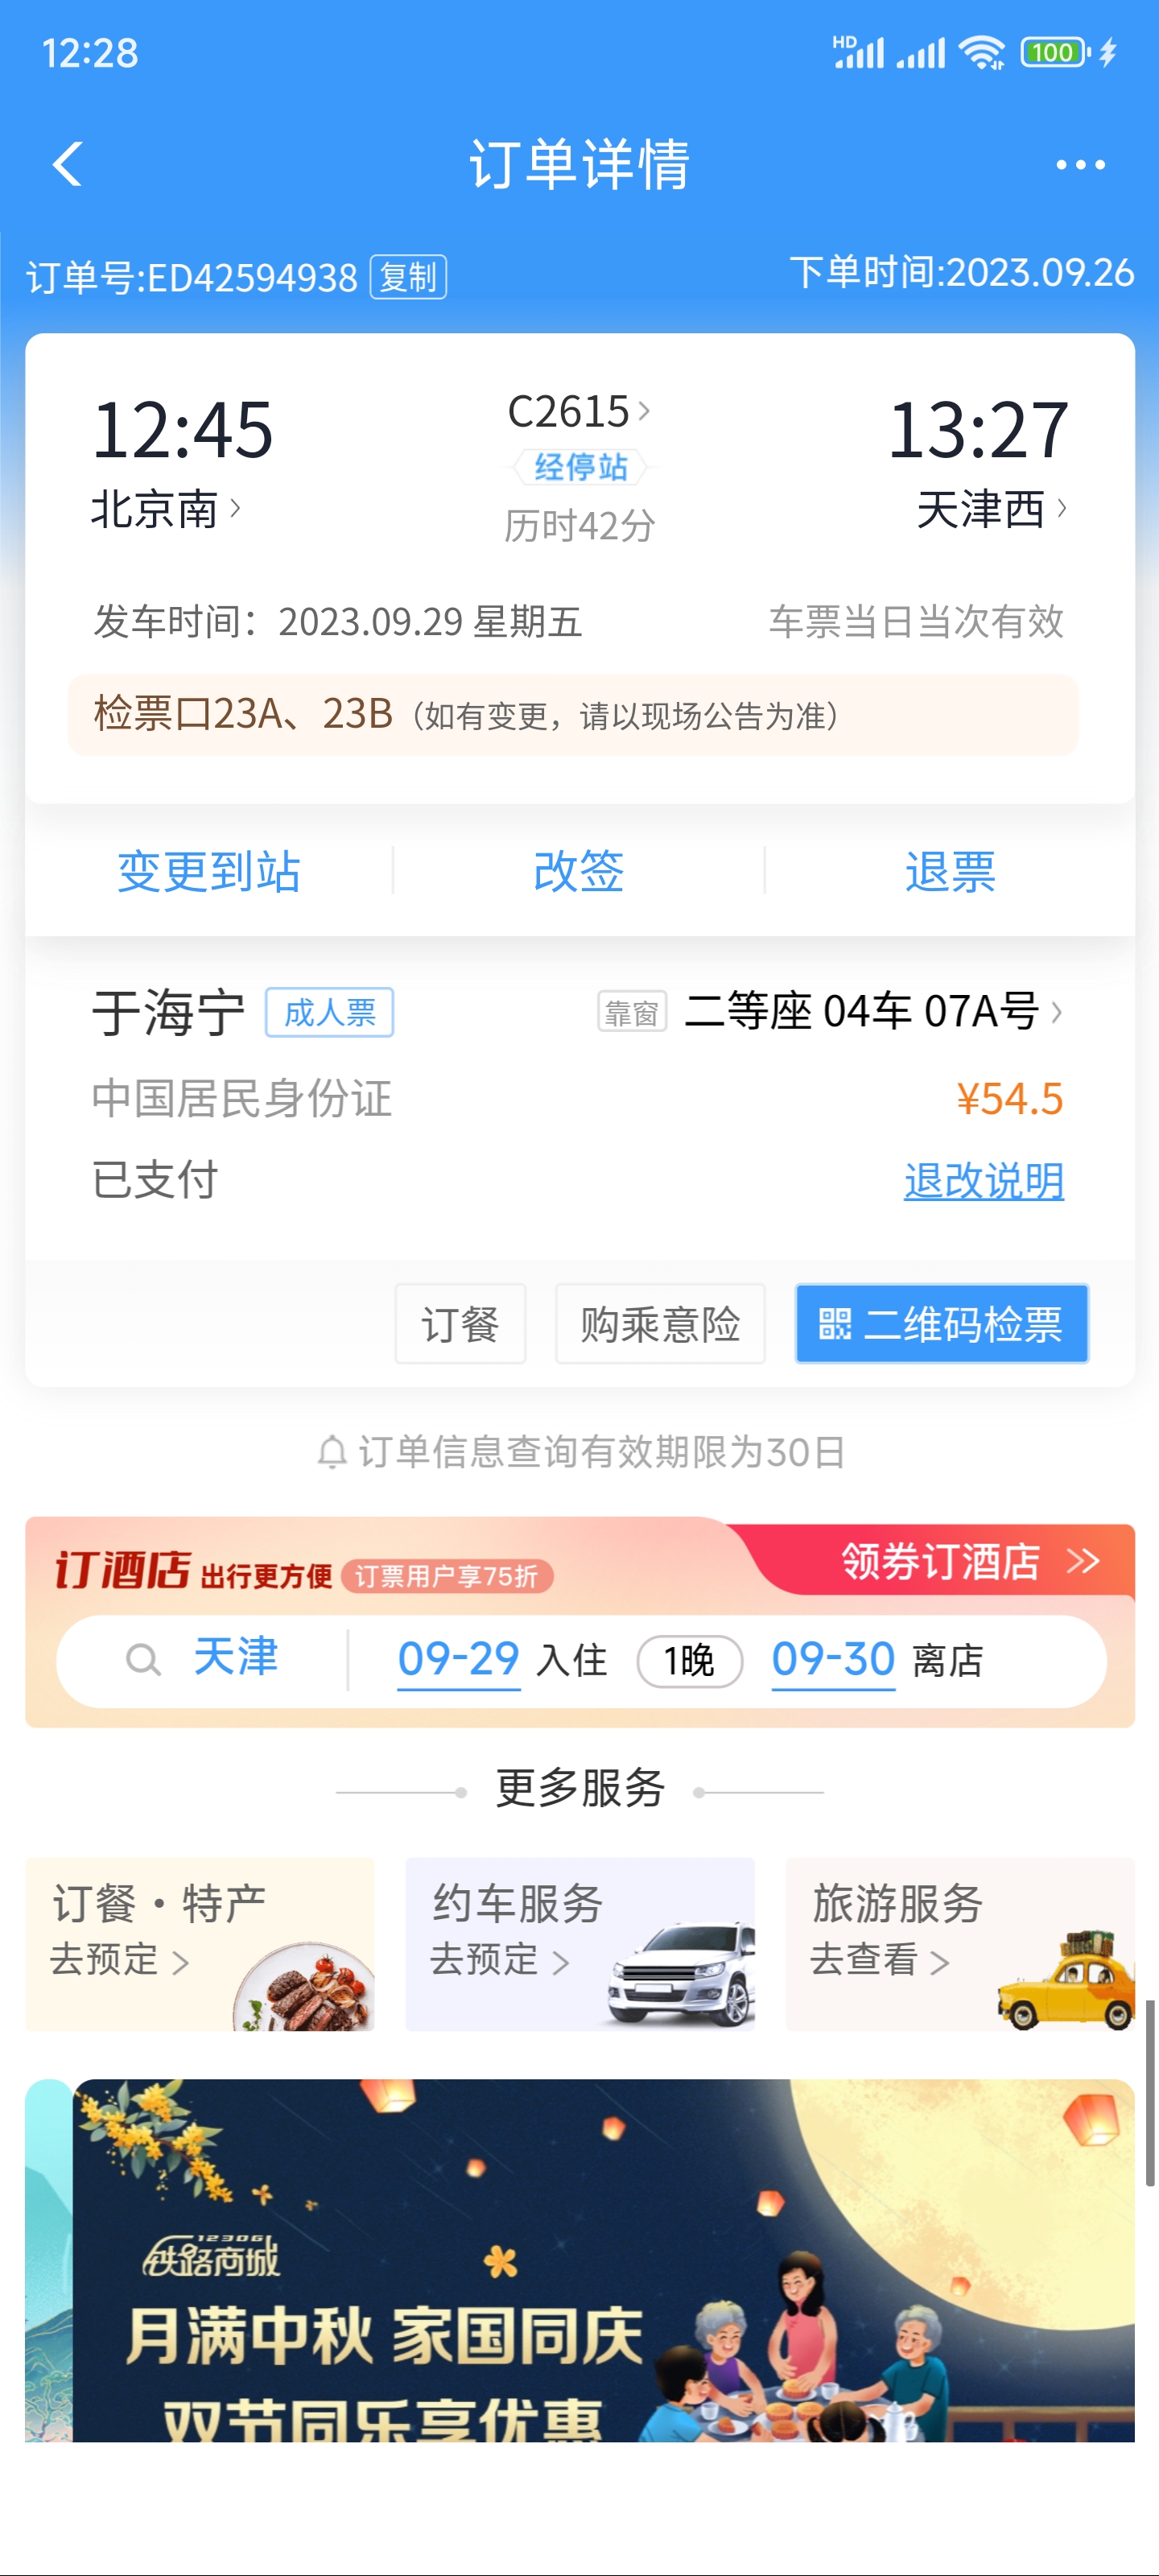 12:28
HD
100
订单详情
订单号:ED42594938 复制
下单时间:2023.09.26
12:45 C2615 13:27
经停站
北京南 天津西
历时42分
发车时间：2023.09.29 星期五 车票当日当次有效
检票口23A、23B（如有变更，请以现场公告为准）
变更到站 改签 退票
于海宁 成人票 靠窗 二等座 04车 07A号
中国居民身份证 ¥54.5
已支付 退改说明
订餐 购乘意险 二维码检票
订单信息查询有效期限为30日
订酒店 出行更方便 订票用户享75折 领券订酒店
天津 09-29 入住 1晚 09-30 离店
更多服务
订餐·特产 约车服务 旅游服务
去预定 去预定 去查看
12306
铁路商城
月满中秋 家国同庆
双节同乐享优惠